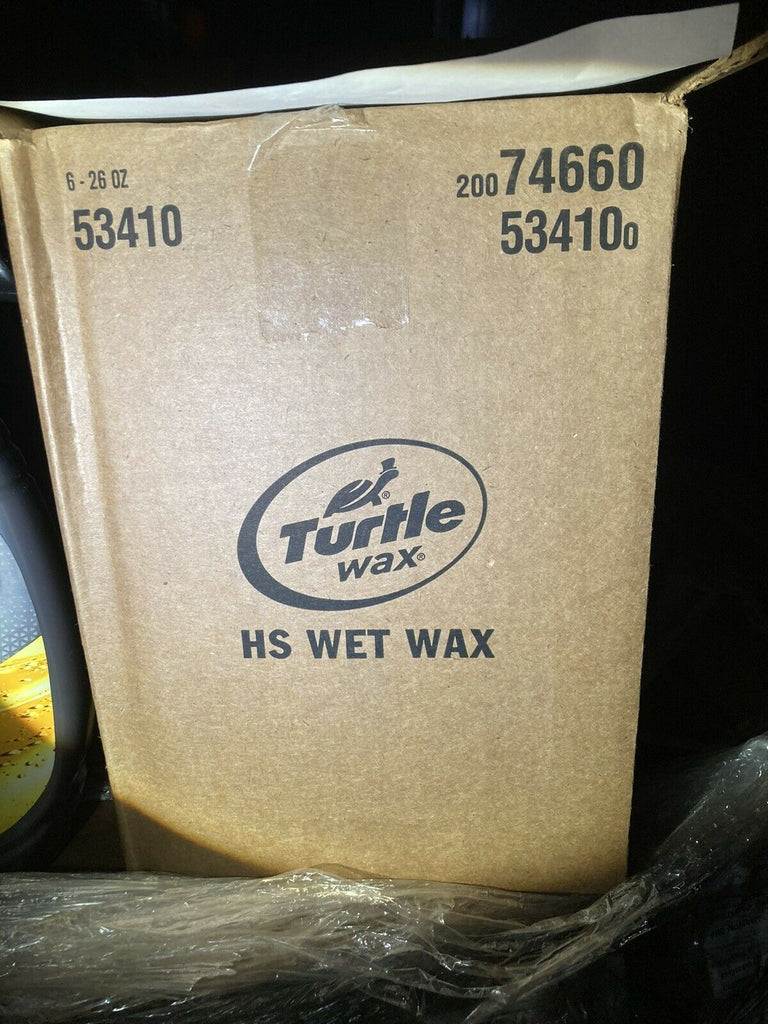 6 - 26 OZ
53410
200 74660
53410 0
Turtle
wax®
HS WET WAX